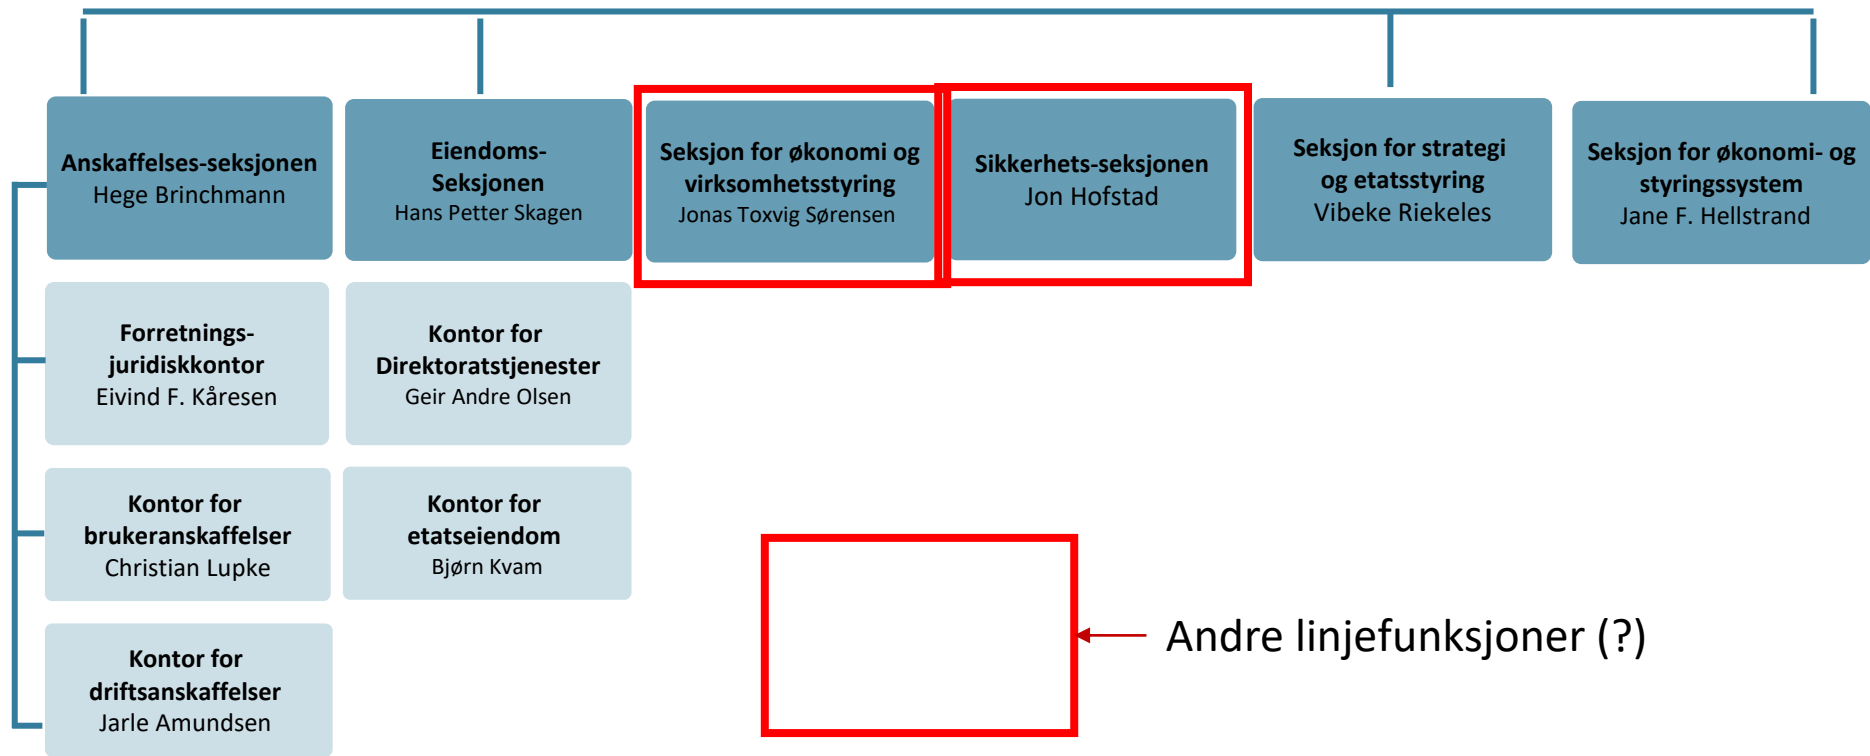 Anskaffelses-seksjonen
Hege Brinchmann
Eiendoms-
Seksjonen
Hans Petter Skagen
Seksjon for økonomi og
virksomhetsstyring
Jonas Toxvig Sørensen
Sikkerhets-seksjonen
Jon Hofstad
Seksjon for strategi
og etatsstyring
Vibeke Riekeles
Seksjon for økonomi- og
styringssystem
Jane F. Hellstrand
Forretnings-
juridiskkontor
Eivind F. Kåresen
Kontor for
Direktoratstjenester
Geir Andre Olsen
Kontor for
brukeranskaffelser
Christian Lupke
Kontor for
etatseiendom
Bjørn Kvam
Kontor for
driftsanskaffelser
Jarle Amundsen
Andre linjefunksjoner (?)